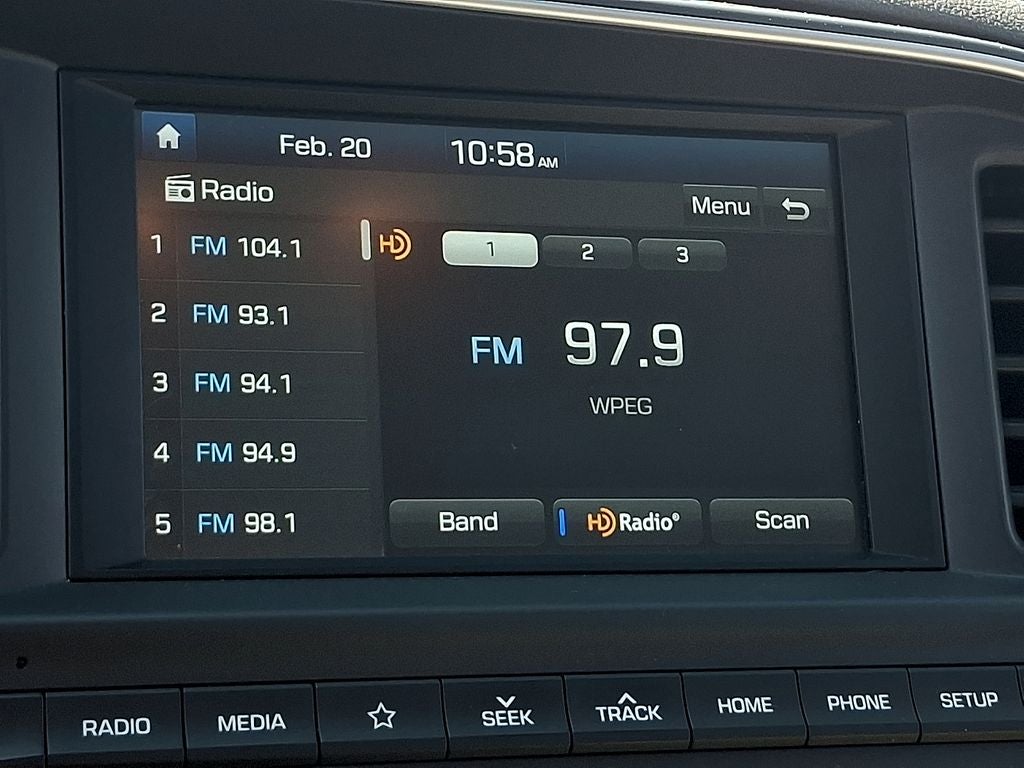 Feb. 20 10:58 AM
Radio
Menu
1 FM 104.1
HD 1 2 3
2 FM 93.1
FM 97.9
3 FM 94.1
WPEG
4 FM 94.9
5 FM 98.1
Band HD Radio® Scan
RADIO MEDIA SEEK TRACK HOME PHONE SETUP